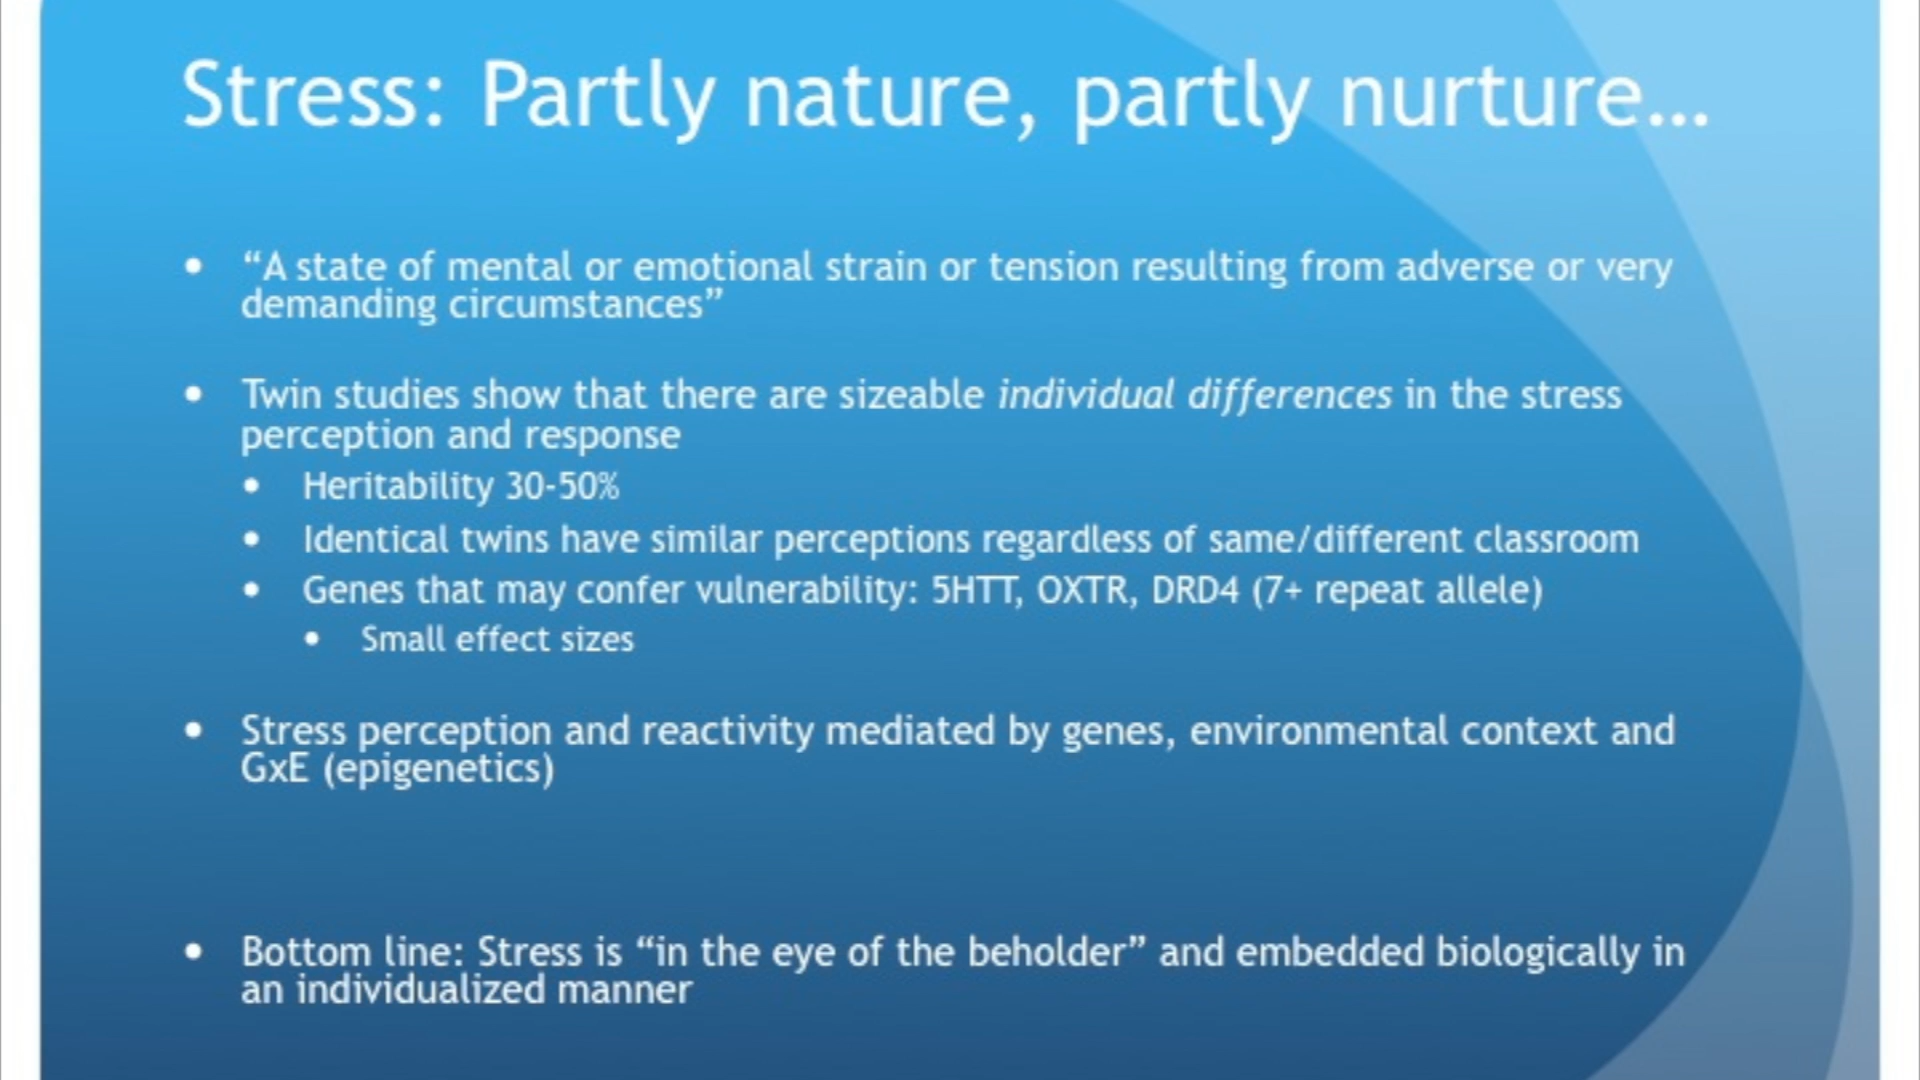 Stress: Partly nature, partly nurture...
• “A state of mental or emotional strain or tension resulting from adverse or very
demanding circumstances”
• Twin studies show that there are sizeable individual differences in the stress
perception and response
• Heritability 30-50%
• Identical twins have similar perceptions regardless of same/different classroom
• Genes that may confer vulnerability: 5HTT, OXTR, DRD4 (7+ repeat allele)
• Small effect sizes
• Stress perception and reactivity mediated by genes, environmental context and
GxE (epigenetics)
• Bottom line: Stress is “in the eye of the beholder” and embedded biologically in
an individualized manner